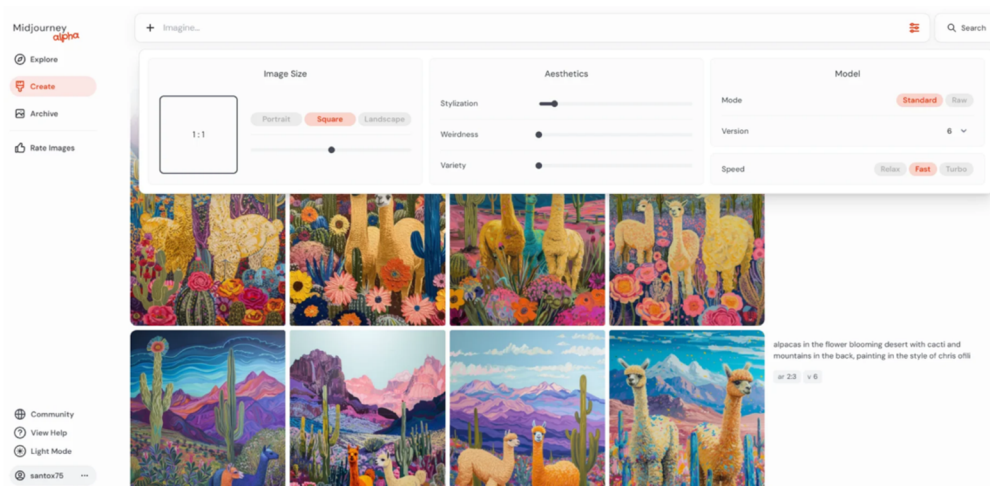 Midjourney
alpha
Explore
Create
Archive
Rate Images
Community
View Help
Light Mode
santox75
Imagine...
Search
Image Size
1 : 1
Portrait Square Landscape
Aesthetics
Stylization
Weirdness
Variety
Model
Mode Standard Raw
Version 6
Speed Relax Fast Turbo
alpacas in the flower blooming desert with cacti and
mountains in the back, painting in the style of chris ofili
ar 2:3 v 6